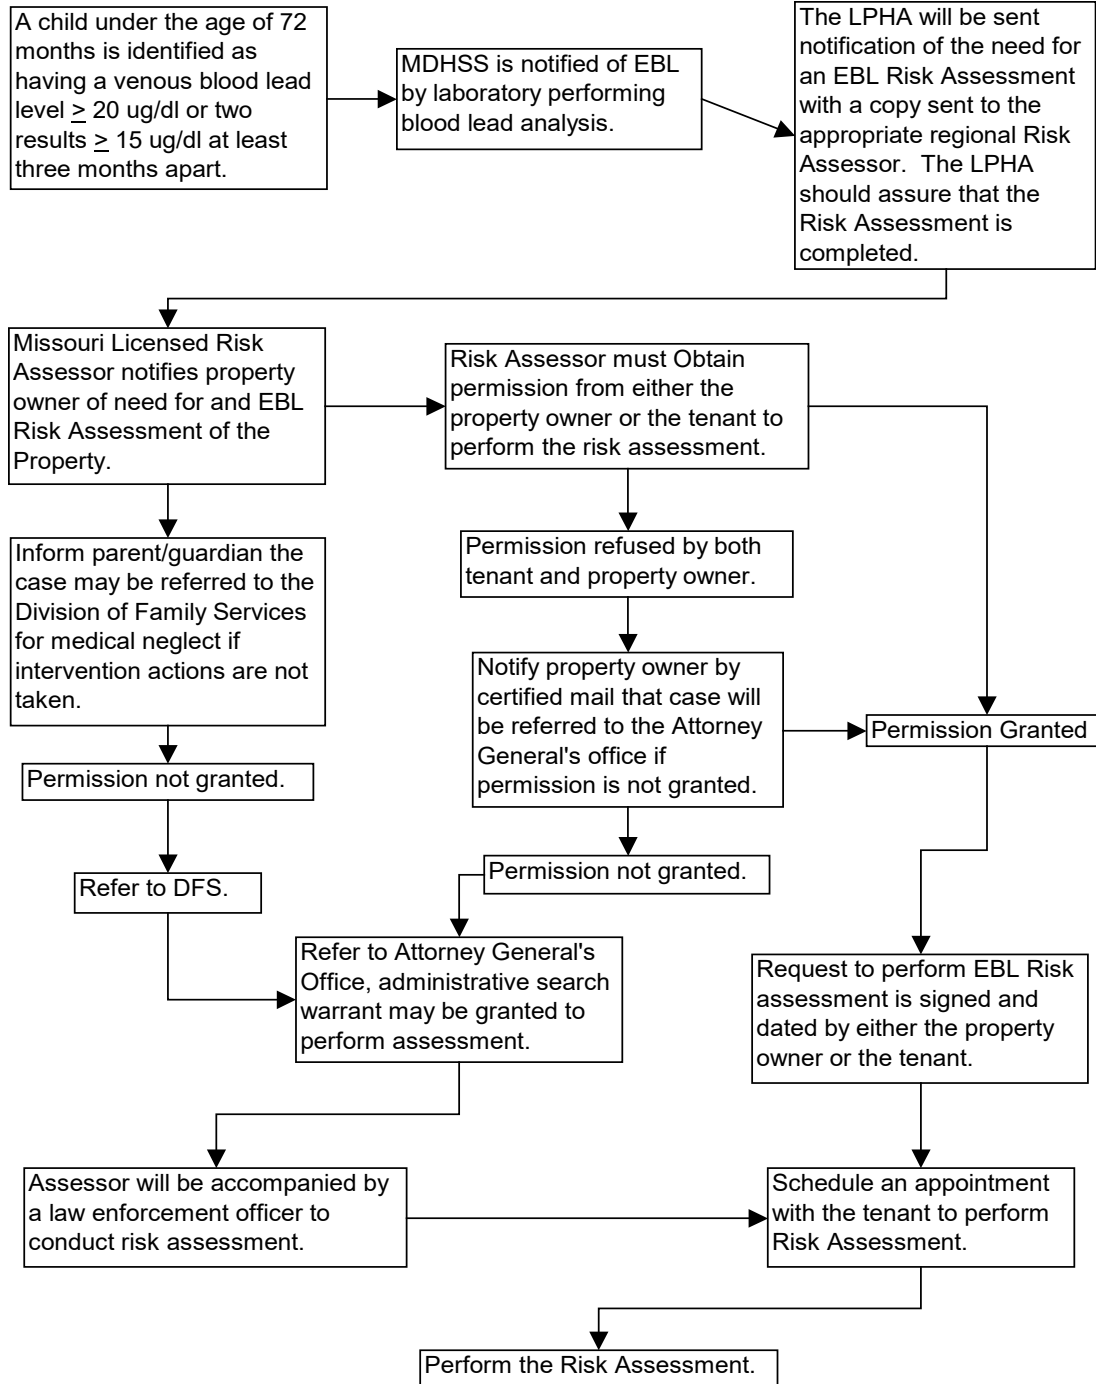 A child under the age of 72
months is identified as
having a venous blood lead
level ≥ 20 ug/dl or two
results ≥ 15 ug/dl at least
three months apart.
MDHSS is notified of EBL
by laboratory performing
blood lead analysis.
The LPHA will be sent
notification of the need for
an EBL Risk Assessment
with a copy sent to the
appropriate regional Risk
Assessor.  The LPHA
should assure that the
Risk Assessment is
completed.
Missouri Licensed Risk
Assessor notifies property
owner of need for and EBL
Risk Assessment of the
Property.
Risk Assessor must Obtain
permission from either the
property owner or the tenant to
perform the risk assessment.
Inform parent/guardian the
case may be referred to the
Division of Family Services
for medical neglect if
intervention actions are not
taken.
Permission refused by both
tenant and property owner.
Notify property owner by
certified mail that case will
be referred to the Attorney
General's office if
permission is not granted.
Permission Granted
Permission not granted.
Permission not granted.
Refer to DFS.
Refer to Attorney General's
Office, administrative search
warrant may be granted to
perform assessment.
Request to perform EBL Risk
assessment is signed and
dated by either the property
owner or the tenant.
Assessor will be accompanied by
a law enforcement officer to
conduct risk assessment.
Schedule an appointment
with the tenant to perform
Risk Assessment.
Perform the Risk Assessment.